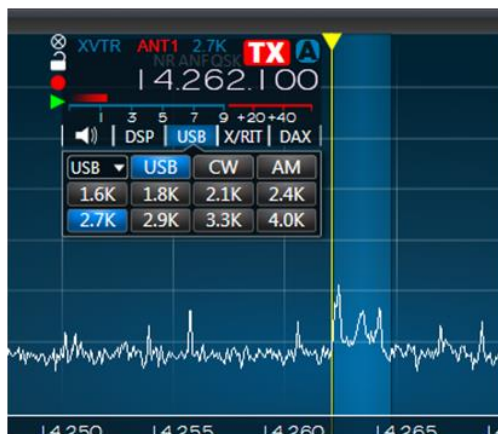 XVTR ANT1 2.7K TX A
NR ANF QSK
14.262.100
1 3 5 7 9 +20 +40
DSP USB X/RIT DAX
USB USB CW AM
1.6K 1.8K 2.1K 2.4K
2.7K 2.9K 3.3K 4.0K
14.250 14.255 14.260 14.265